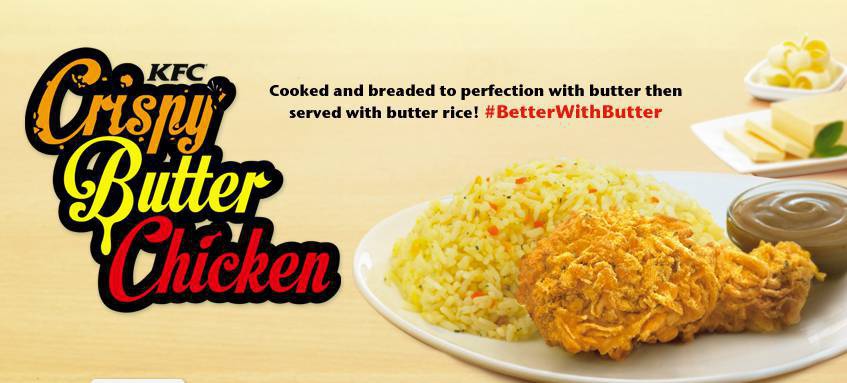 KFC
Crispy
Butter
Chicken
Cooked and breaded to perfection with butter then
served with butter rice! #BetterWithButter